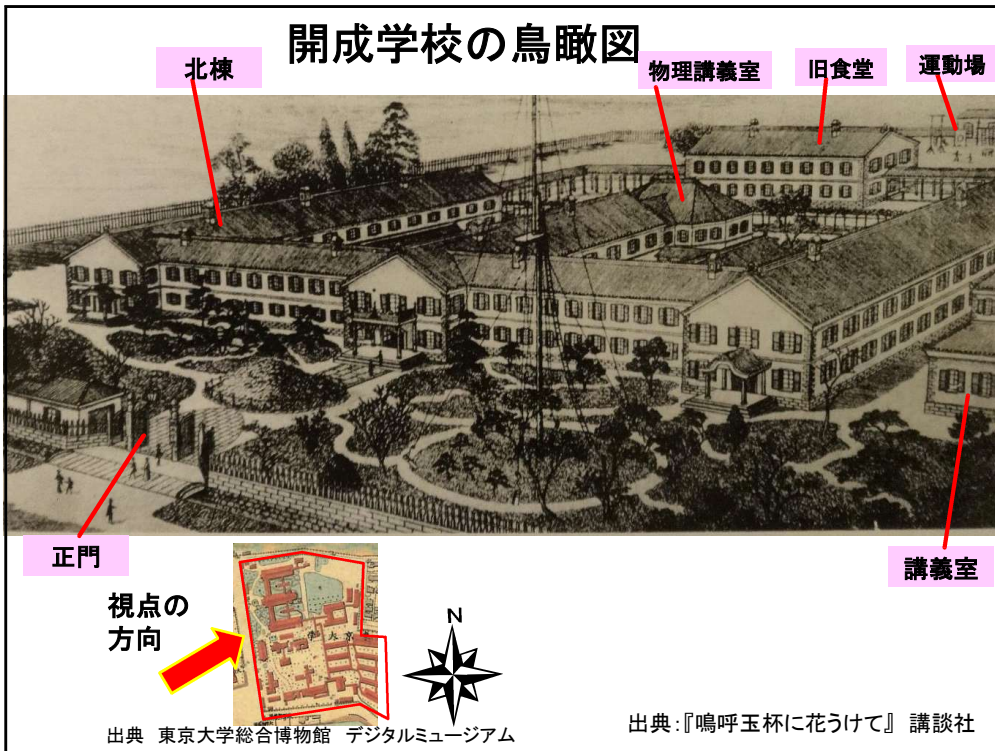 開成学校の鳥瞰図
北棟
物理講義室
旧食堂
運動場
正門
講義室
視点の
方向
N
学大京
出典 東京大学総合博物館 デジタルミュージアム
出典:『嗚呼玉杯に花うけて』 講談社